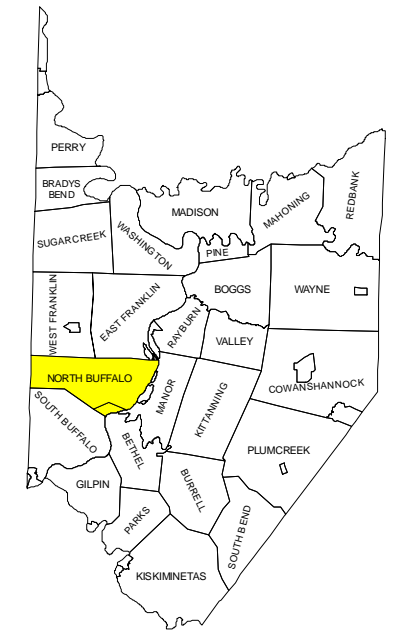 PERRY
BRADYS
BEND
MADISON
MAHONING
REDBANK
SUGARCREEK
WASHINGTON
PINE
WEST FRANKLIN
EAST FRANKLIN
BOGGS
WAYNE
RAYBURN
VALLEY
NORTH BUFFALO
MANOR
KITTANNING
COWANSHANNOCK
SOUTH BUFFALO
BETHEL
PLUMCREEK
GILPIN
BURRELL
PARKS
SOUTH BEND
KISKIMINETAS